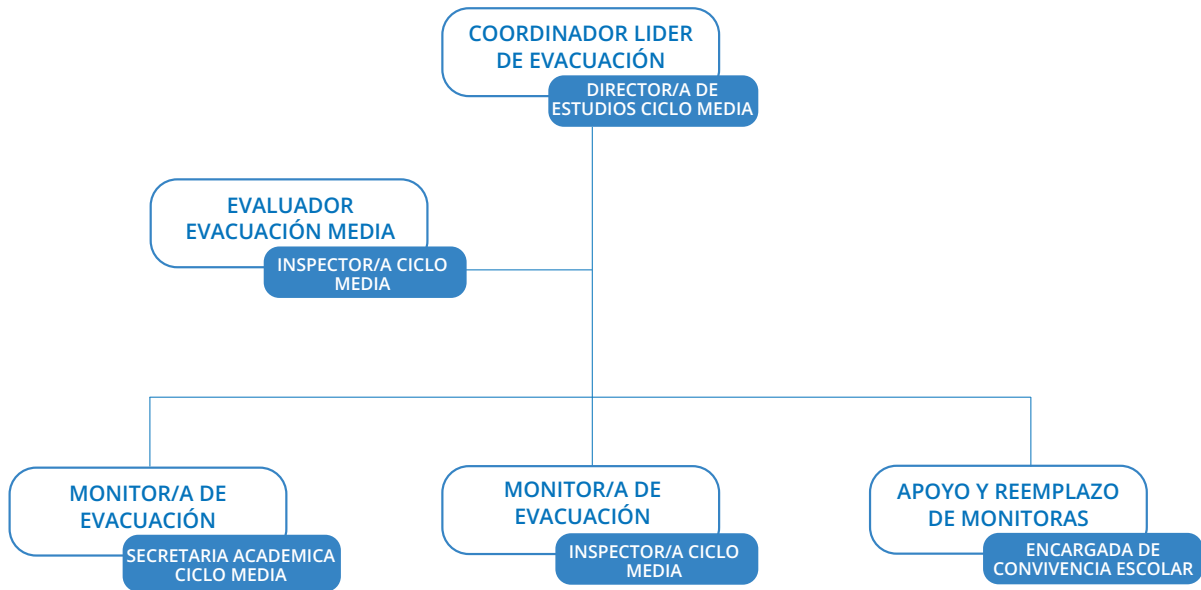 COORDINADOR LIDER
DE EVACUACIÓN
DIRECTOR/A DE
ESTUDIOS CICLO MEDIA
EVALUADOR
EVACUACIÓN MEDIA
INSPECTOR/A CICLO
MEDIA
MONITOR/A DE
EVACUACIÓN
SECRETARIA ACADEMICA
CICLO MEDIA
MONITOR/A DE
EVACUACIÓN
INSPECTOR/A CICLO
MEDIA
APOYO Y REEMPLAZO
DE MONITORAS
ENCARGADA DE
CONVIVENCIA ESCOLAR